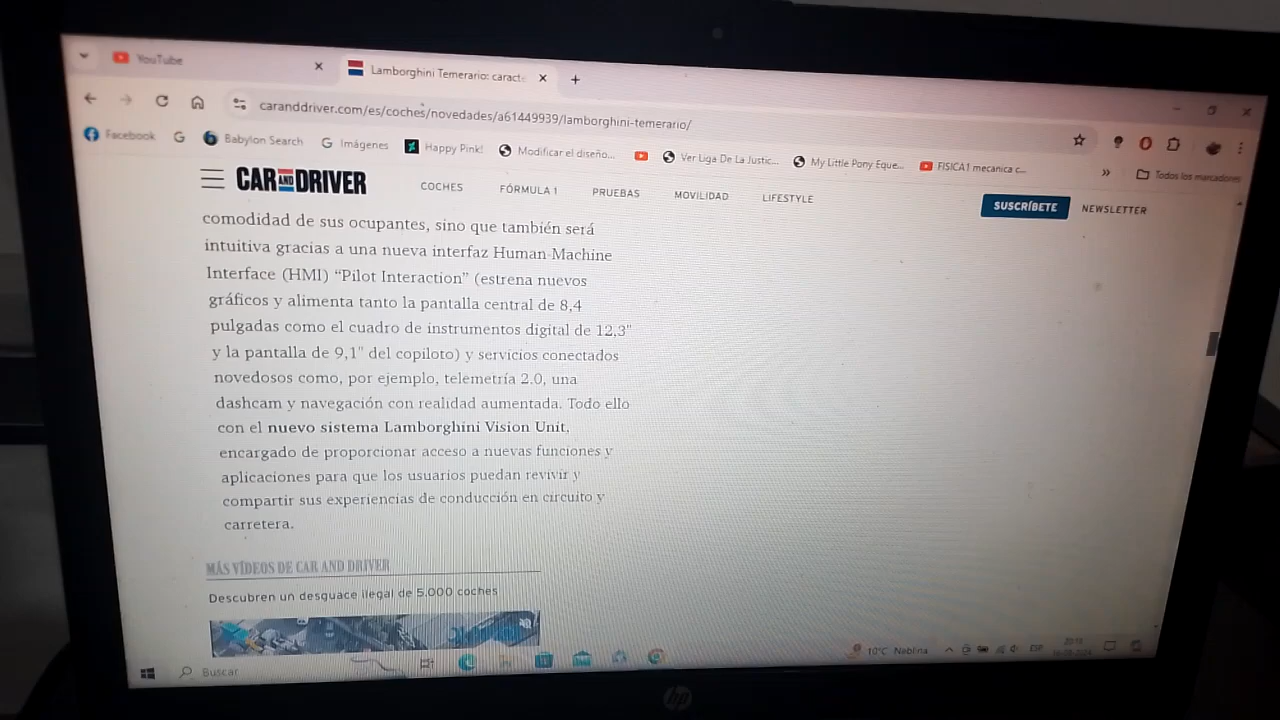 YouTube
Lamborghini Temerario: caract
caranddriver.com/es/coches/novedades/a61449939/lamborghini-temerario/
Facebook
G
Babylon Search
G Imágenes
Happy Pink!
Modificar el diseño...
Ver Liga De La Justic...
My Little Pony Eque...
FISICA1 mecanica c...
»
Todos los marcadores
CAR AND DRIVER
COCHES
FÓRMULA 1
PRUEBAS
MOVILIDAD
LIFESTYLE
SUSCRÍBETE
NEWSLETTER
comodidad de sus ocupantes, sino que también será
intuitiva gracias a una nueva interfaz Human-Machine
Interface (HMI) “Pilot Interaction” (estrena nuevos
gráficos y alimenta tanto la pantalla central de 8,4
pulgadas como el cuadro de instrumentos digital de 12,3"
y la pantalla de 9,1" del copiloto) y servicios conectados
novedosos como, por ejemplo, telemetría 2.0, una
dashcam y navegación con realidad aumentada. Todo ello
con el nuevo sistema Lamborghini Vision Unit,
encargado de proporcionar acceso a nuevas funciones y
aplicaciones para que los usuarios puedan revivir y
compartir sus experiencias de conducción en circuito y
carretera.
MÁS VÍDEOS DE CAR AND DRIVER
Descubren un desguace ilegal de 5.000 coches
Buscar
10°C Neblina
ESP
hp